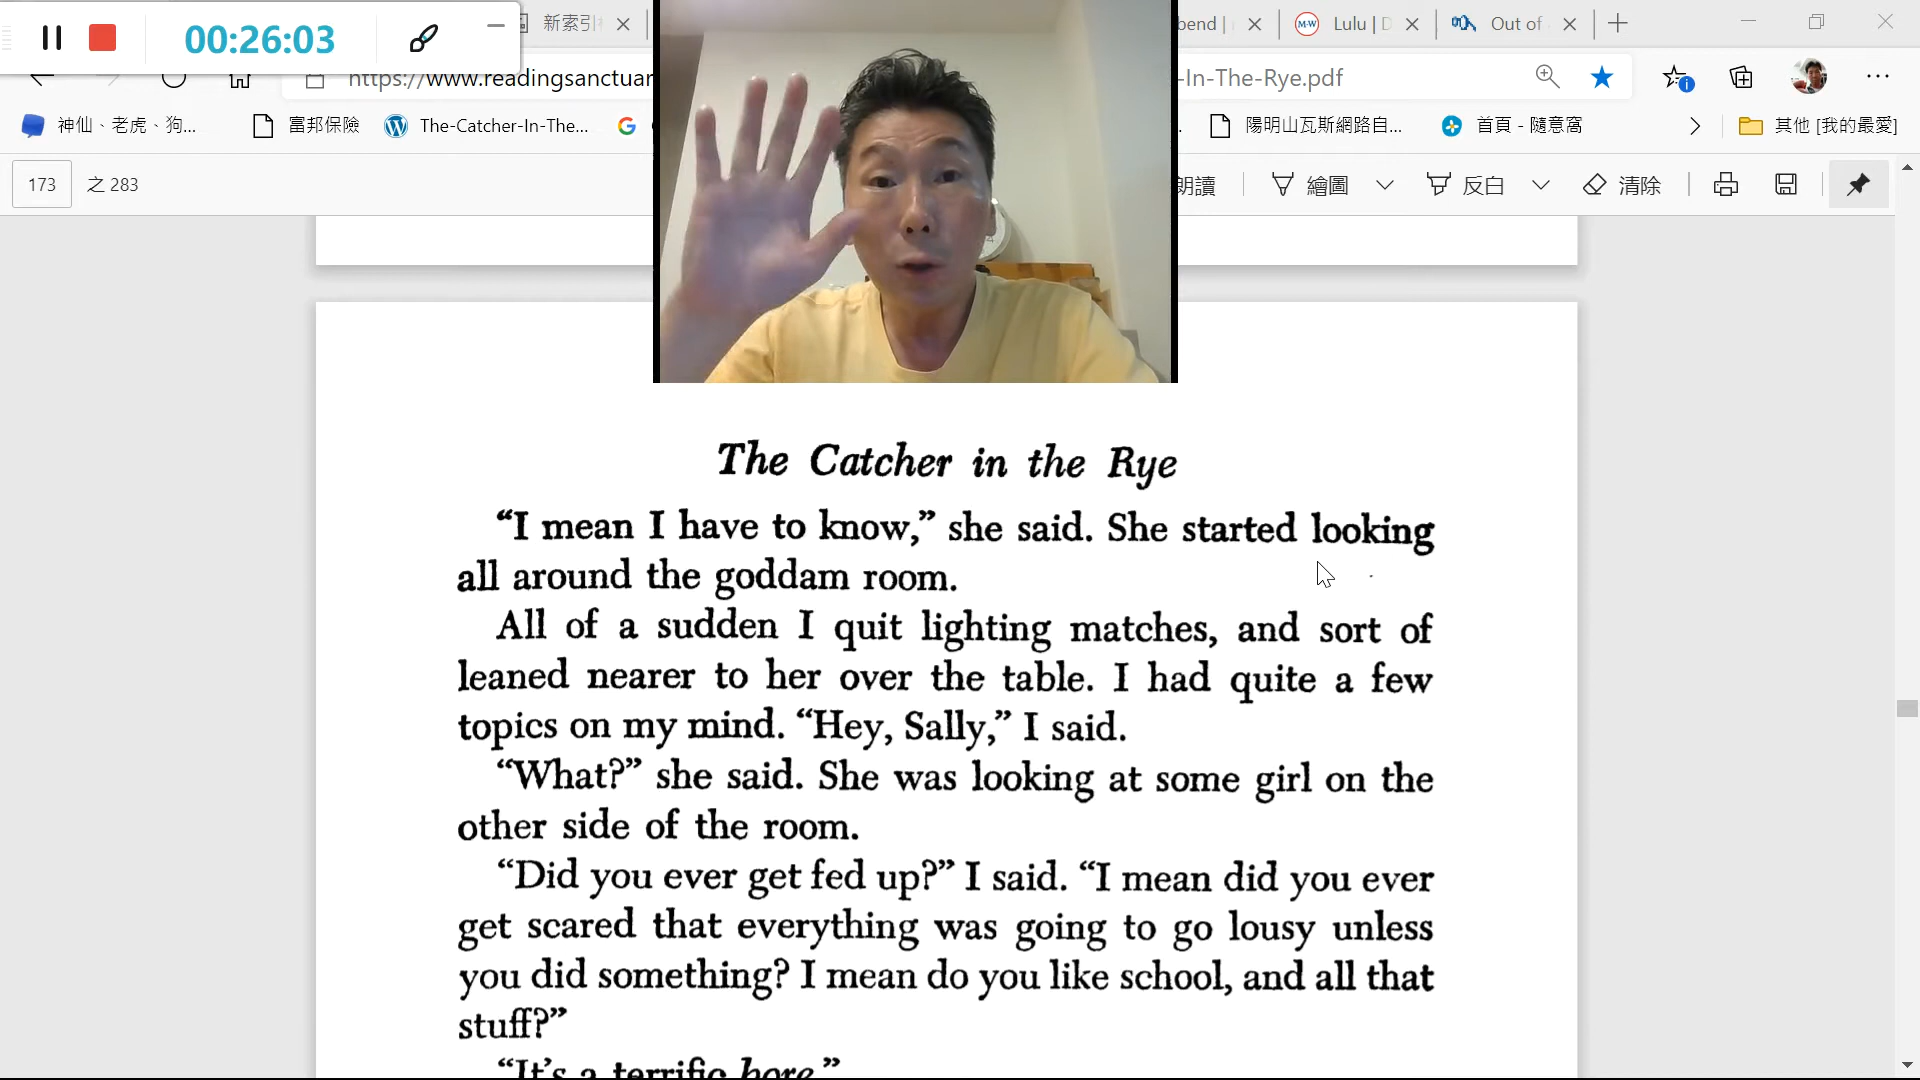 00:26:03
新索引
bend |
Lulu | D
Out of
https://www.readingsanctuar
-In-The-Rye.pdf
神仙、老虎、狗...
富邦保險
The-Catcher-In-The...
陽明山瓦斯網路自...
首頁 - 隨意窩
其他 [我的最愛]
173
之 283
朗讀
繪圖
反白
清除
The Catcher in the Rye
“I mean I have to know,” she said. She started looking
all around the goddam room.
All of a sudden I quit lighting matches, and sort of
leaned nearer to her over the table. I had quite a few
topics on my mind. “Hey, Sally,” I said.
“What?” she said. She was looking at some girl on the
other side of the room.
“Did you ever get fed up?” I said. “I mean did you ever
get scared that everything was going to go lousy unless
you did something? I mean do you like school, and all that
stuff?”
“It’s a terrific bore.”